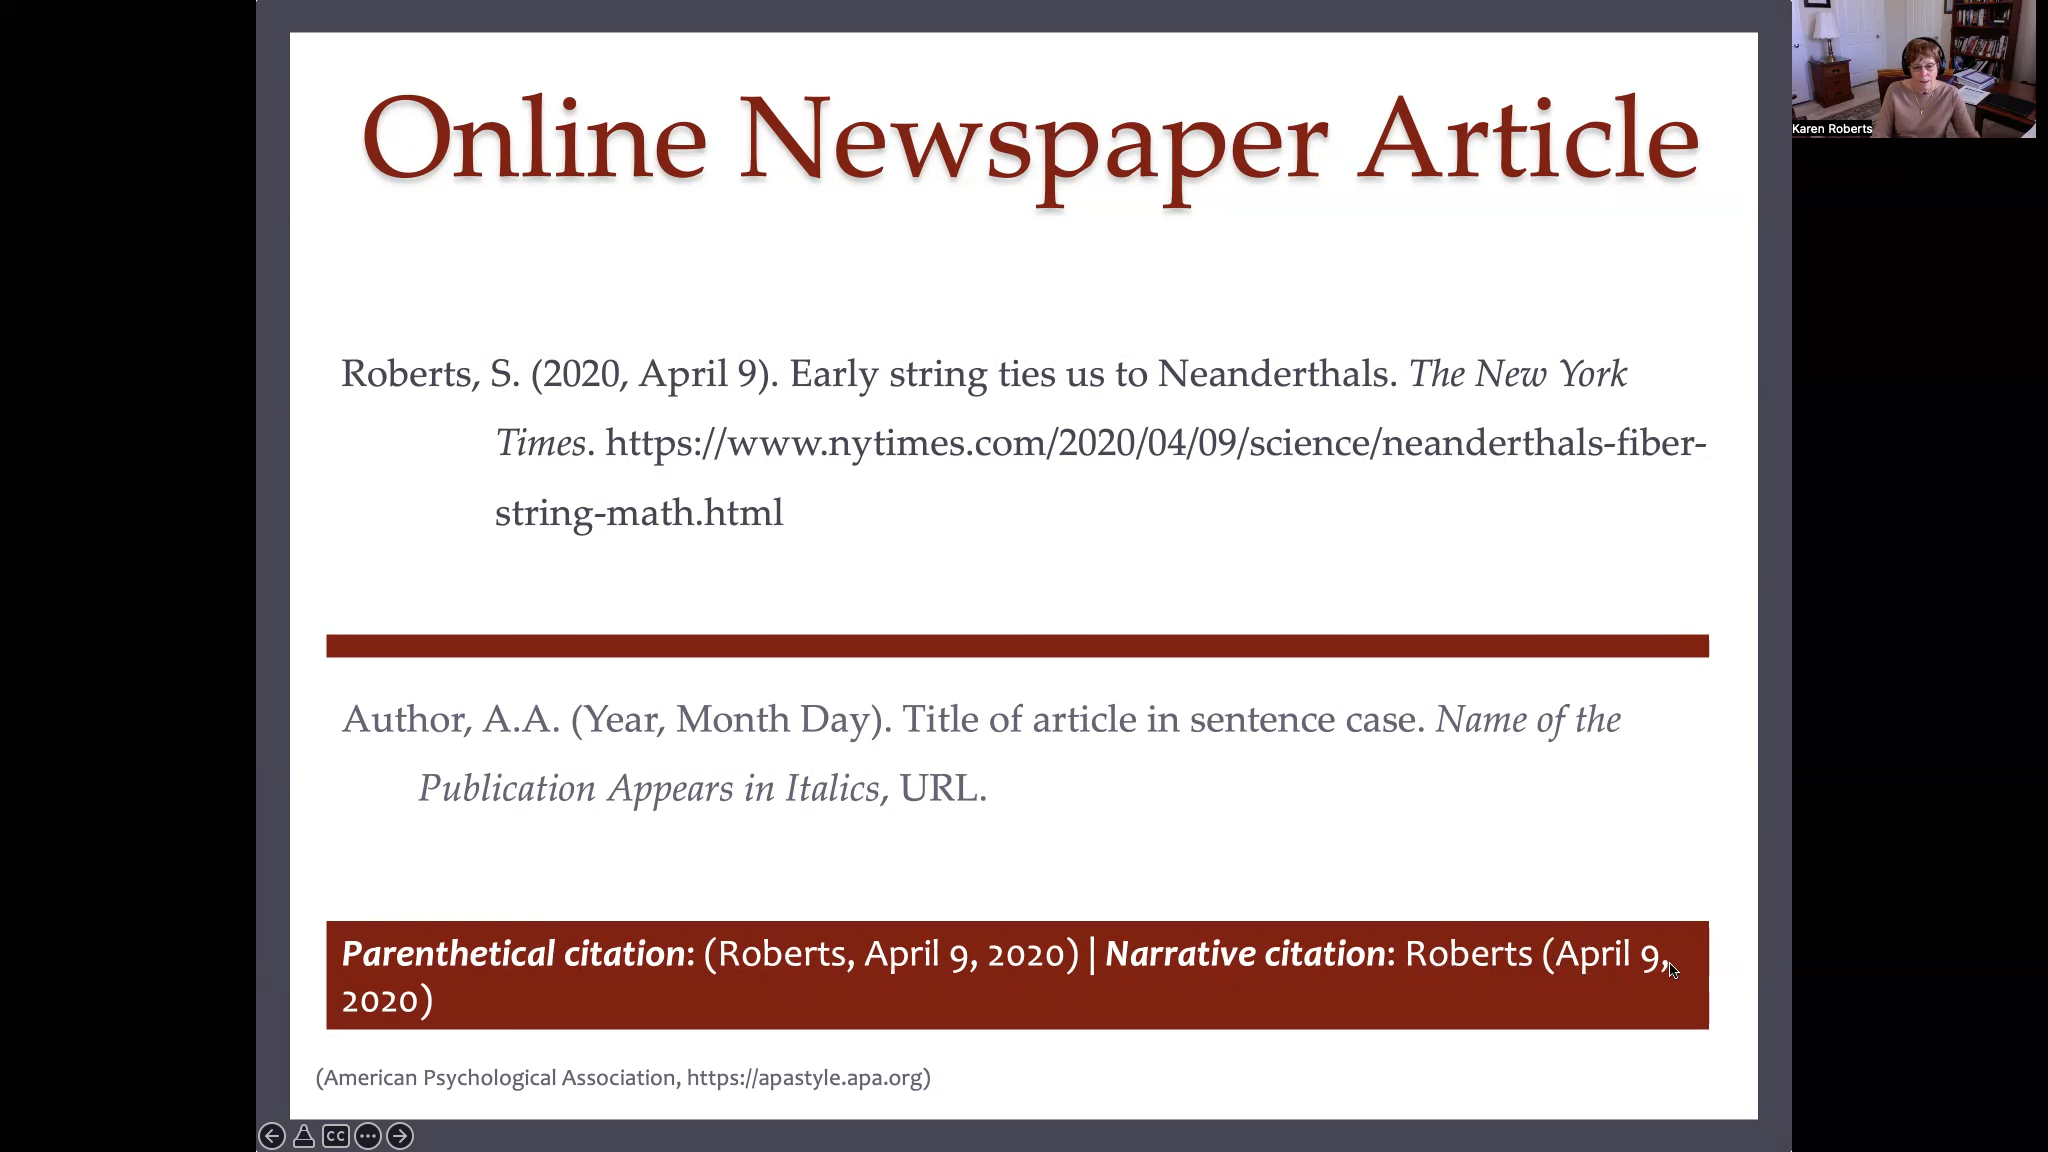 Online Newspaper Article
Karen Roberts
Roberts, S. (2020, April 9). Early string ties us to Neanderthals. The New York
Times. https://www.nytimes.com/2020/04/09/science/neanderthals-fiber-
string-math.html
Author, A.A. (Year, Month Day). Title of article in sentence case. Name of the
Publication Appears in Italics, URL.
Parenthetical citation: (Roberts, April 9, 2020) | Narrative citation: Roberts (April 9,
2020)
(American Psychological Association, https://apastyle.apa.org)
CC